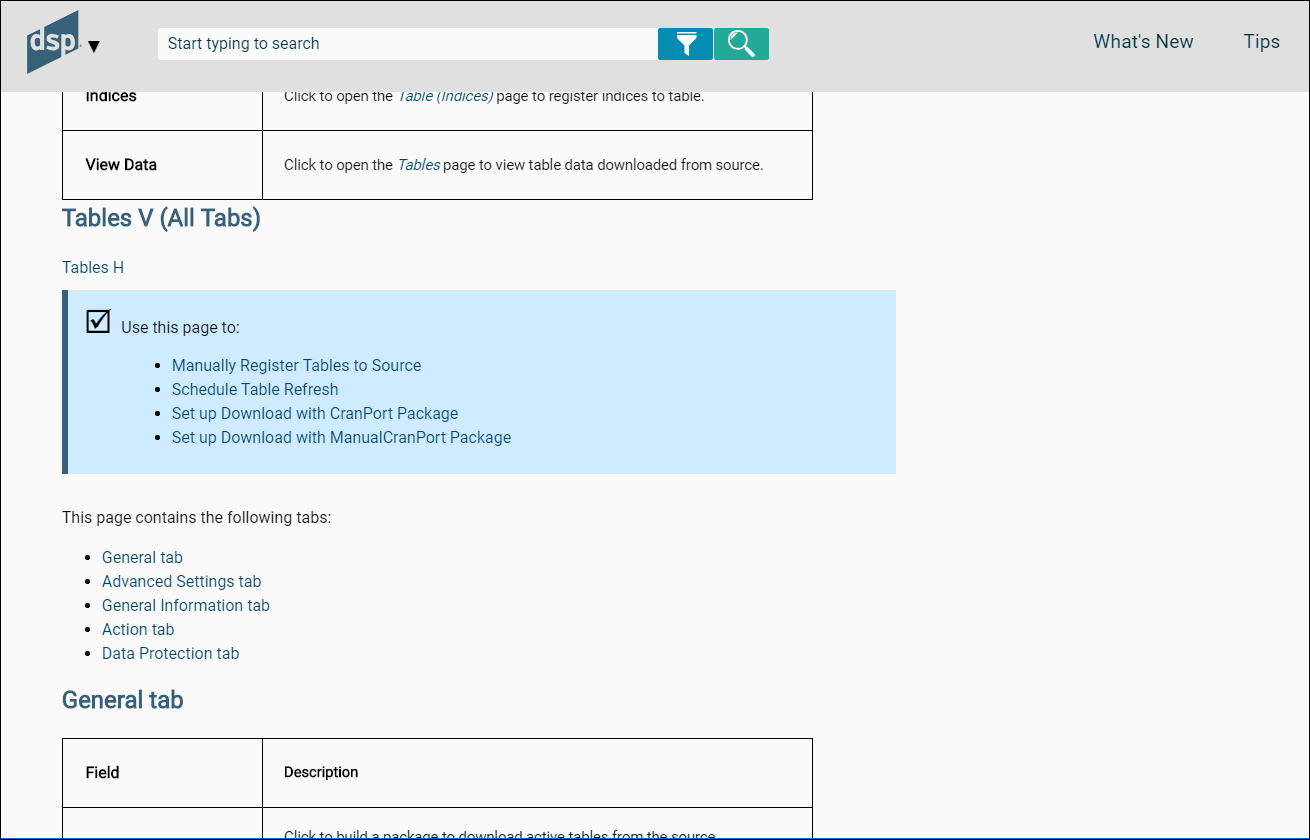 dsp
Start typing to search
What's New
Tips
Indices
Click to open the Table (Indices) page to register indices to table.
View Data
Click to open the Tables page to view table data downloaded from source.
Tables V (All Tabs)
Tables H
Use this page to:
Manually Register Tables to Source
Schedule Table Refresh
Set up Download with CranPort Package
Set up Download with ManualCranPort Package
This page contains the following tabs:
General tab
Advanced Settings tab
General Information tab
Action tab
Data Protection tab
General tab
Field
Description
Click to build a package to download active tables from the source